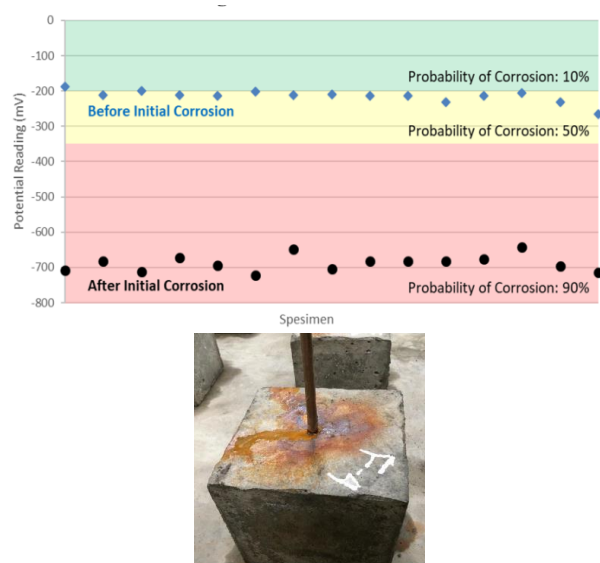 0
-100
Probability of Corrosion: 10%
-200
Before Initial Corrosion
-300
Probability of Corrosion: 50%
-400
-500
-600
-700
After Initial Corrosion
Probability of Corrosion: 90%
-800
Potential Reading (mV)
Spesimen